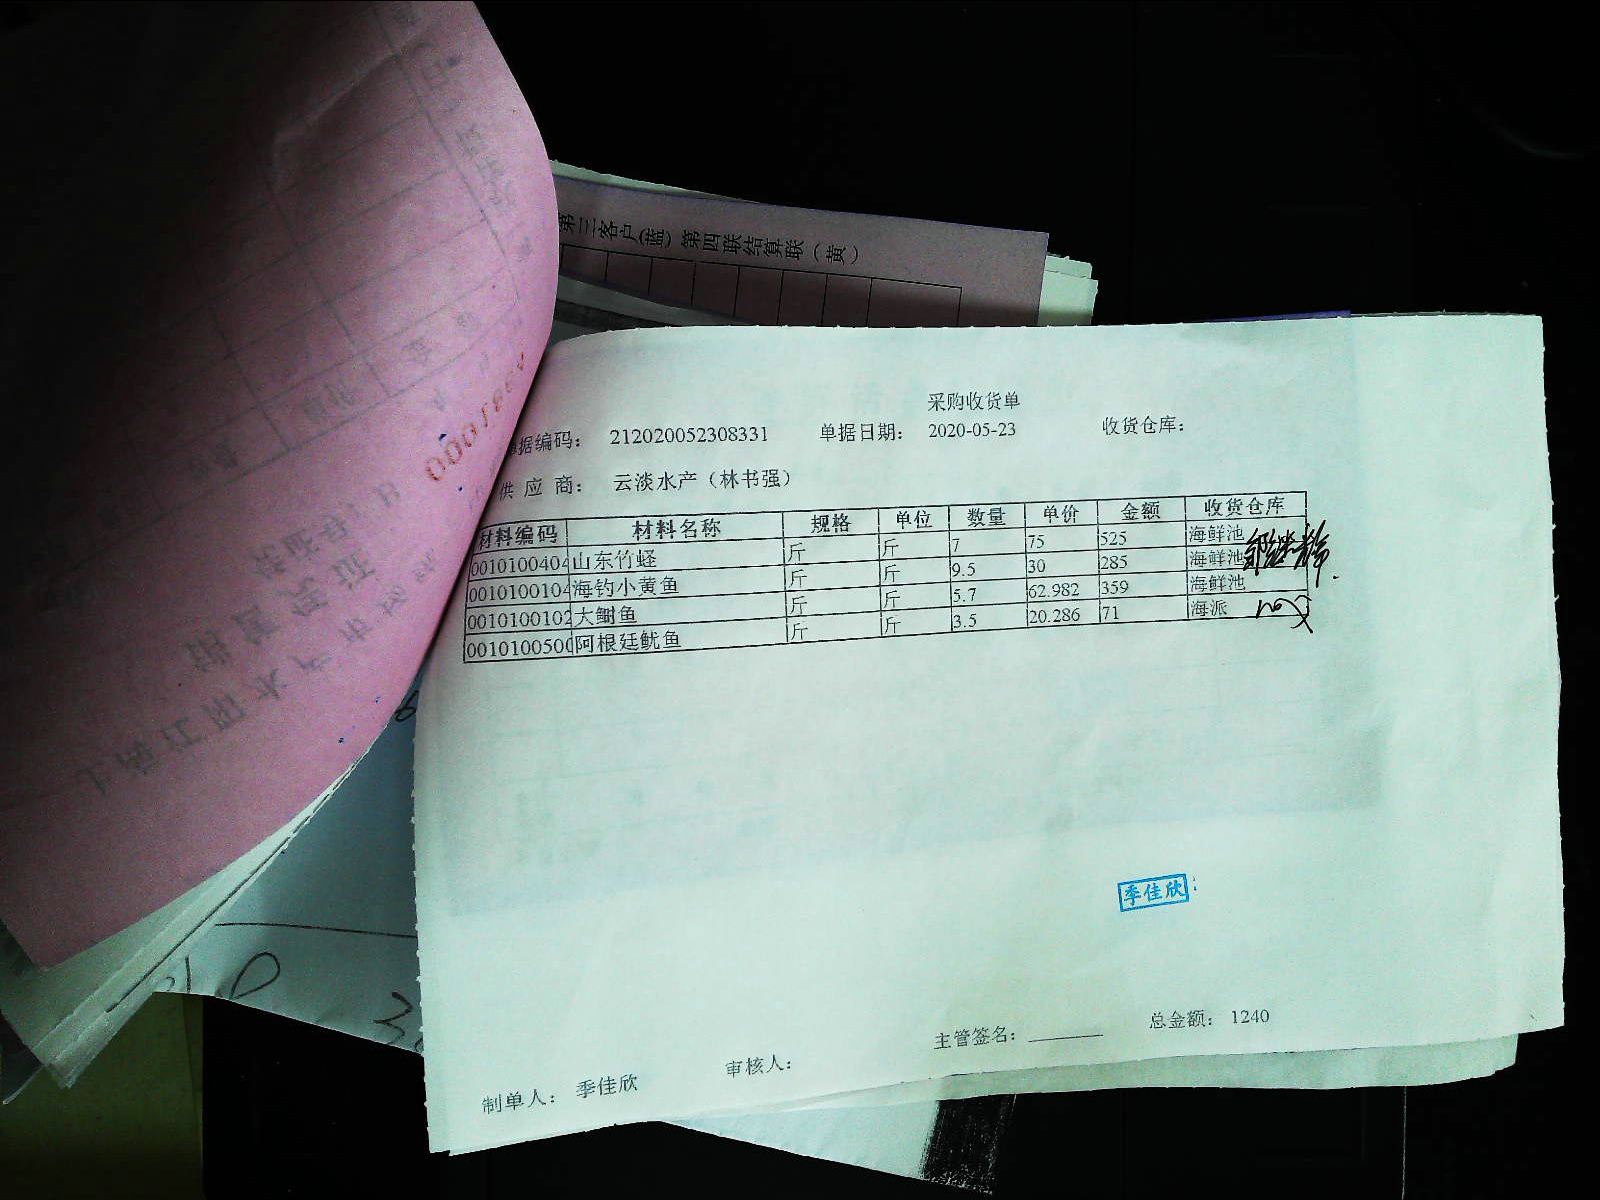 第三客户(蓝) 第四联结算联(黄)
采购收货单
单据编码: 212020052308331 单据日期: 2020-05-23 收货仓库:
供应商: 云淡水产(林书强)
材料编码 材料名称 规格 单位 数量 单价 金额 收货仓库
0010100404 山东竹蛏 斤 斤 7 75 525 海鲜池
0010100104 海钓小黄鱼 斤 斤 9.5 30 285 海鲜池
0010100102 大鲥鱼 斤 斤 5.7 62.982 359 海鲜池
001010050 阿根廷鱿鱼 斤 斤 3.5 20.286 71 海派
季佳欣
主管签名: 总金额: 1240
制单人: 季佳欣 审核人: